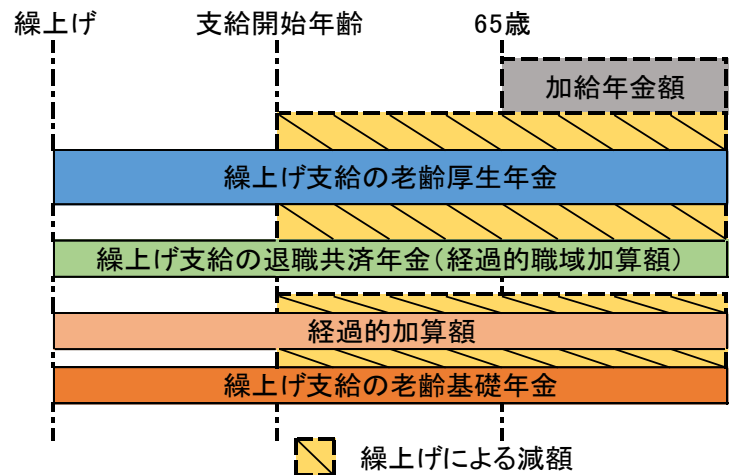 繰上げ
支給開始年齢
65歳
加給年金額
繰上げ支給の老齢厚生年金
繰上げ支給の退職共済年金（経過的職域加算額）
経過的加算額
繰上げ支給の老齢基礎年金
繰上げによる減額